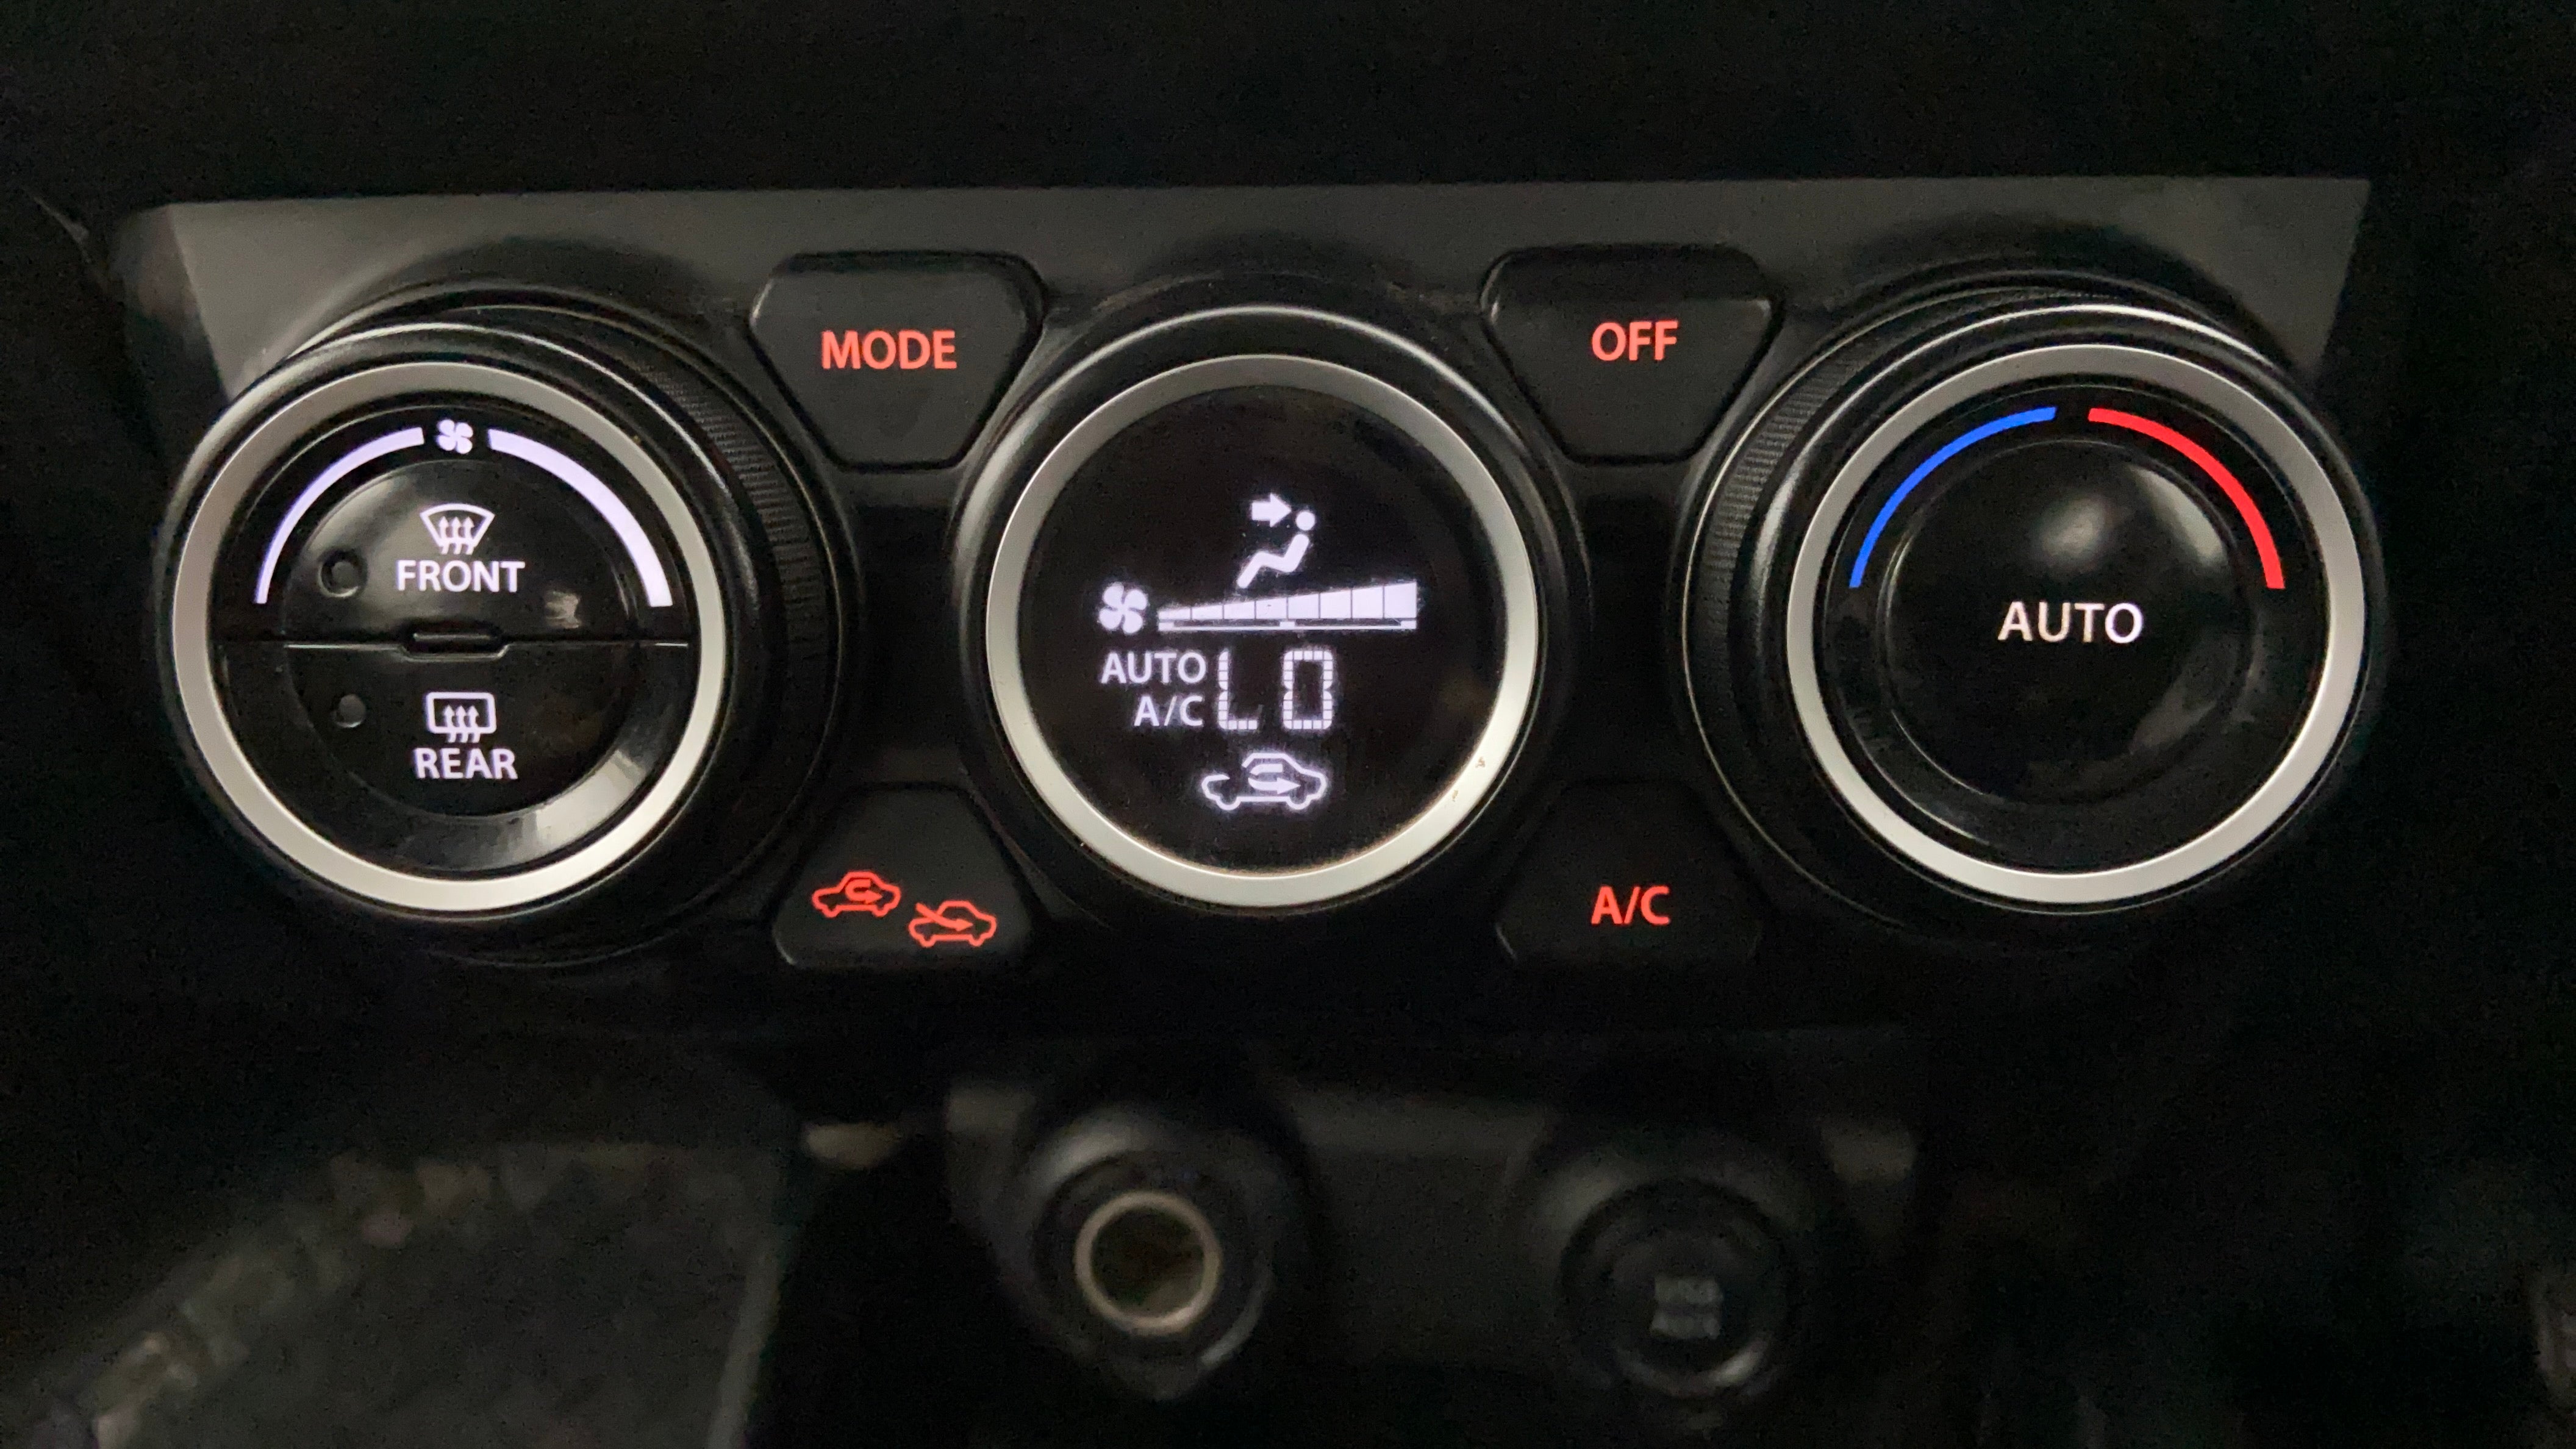 MODE
OFF
FRONT
REAR
AUTO
A/C
LO
AUTO
A/C